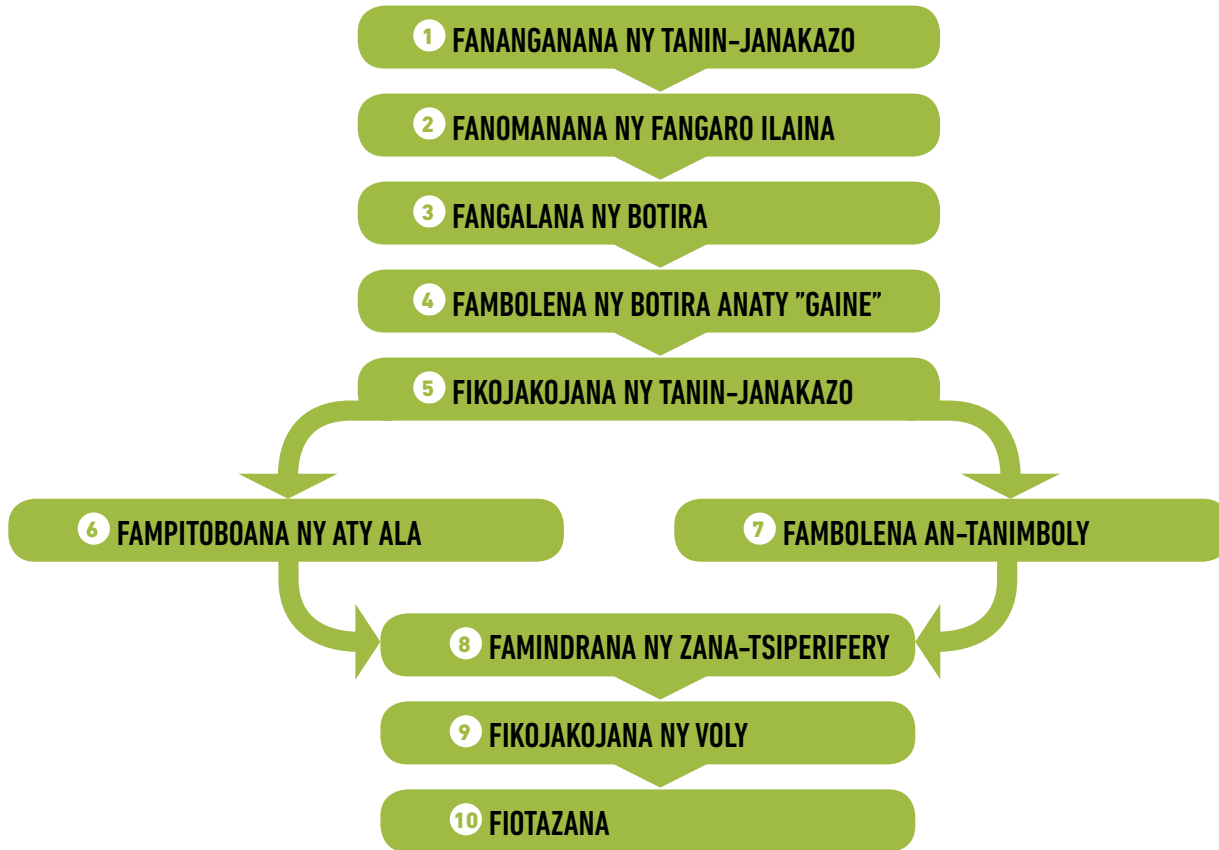 1 FANANGANANA NY TANIN-JANAKAZO
2 FANOMANANA NY FANGARO ILAINA
3 FANGALANA NY BOTIRA
4 FAMBOLENA NY BOTIRA ANATY "GAINE"
5 FIKOJAKOJANA NY TANIN-JANAKAZO
6 FAMPITOBOANA NY ATY ALA
7 FAMBOLENA AN-TANIMBOLY
8 FAMINDRANA NY ZANA-TSIPERIFERY
9 FIKOJAKOJANA NY VOLY
10 FIOTAZANA